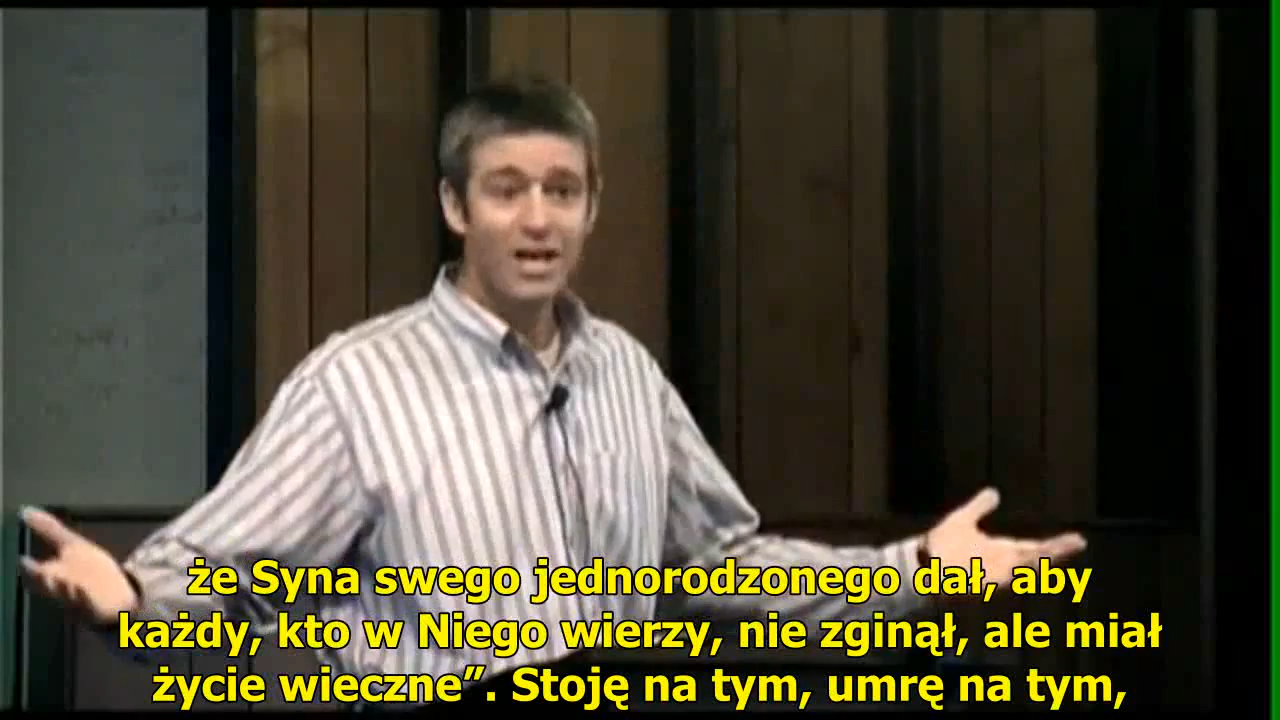 że Syna swego jednorodzonego dał, aby
każdy, kto w Niego wierzy, nie zginął, ale miał
życie wieczne”. Stoję na tym, umrę na tym,